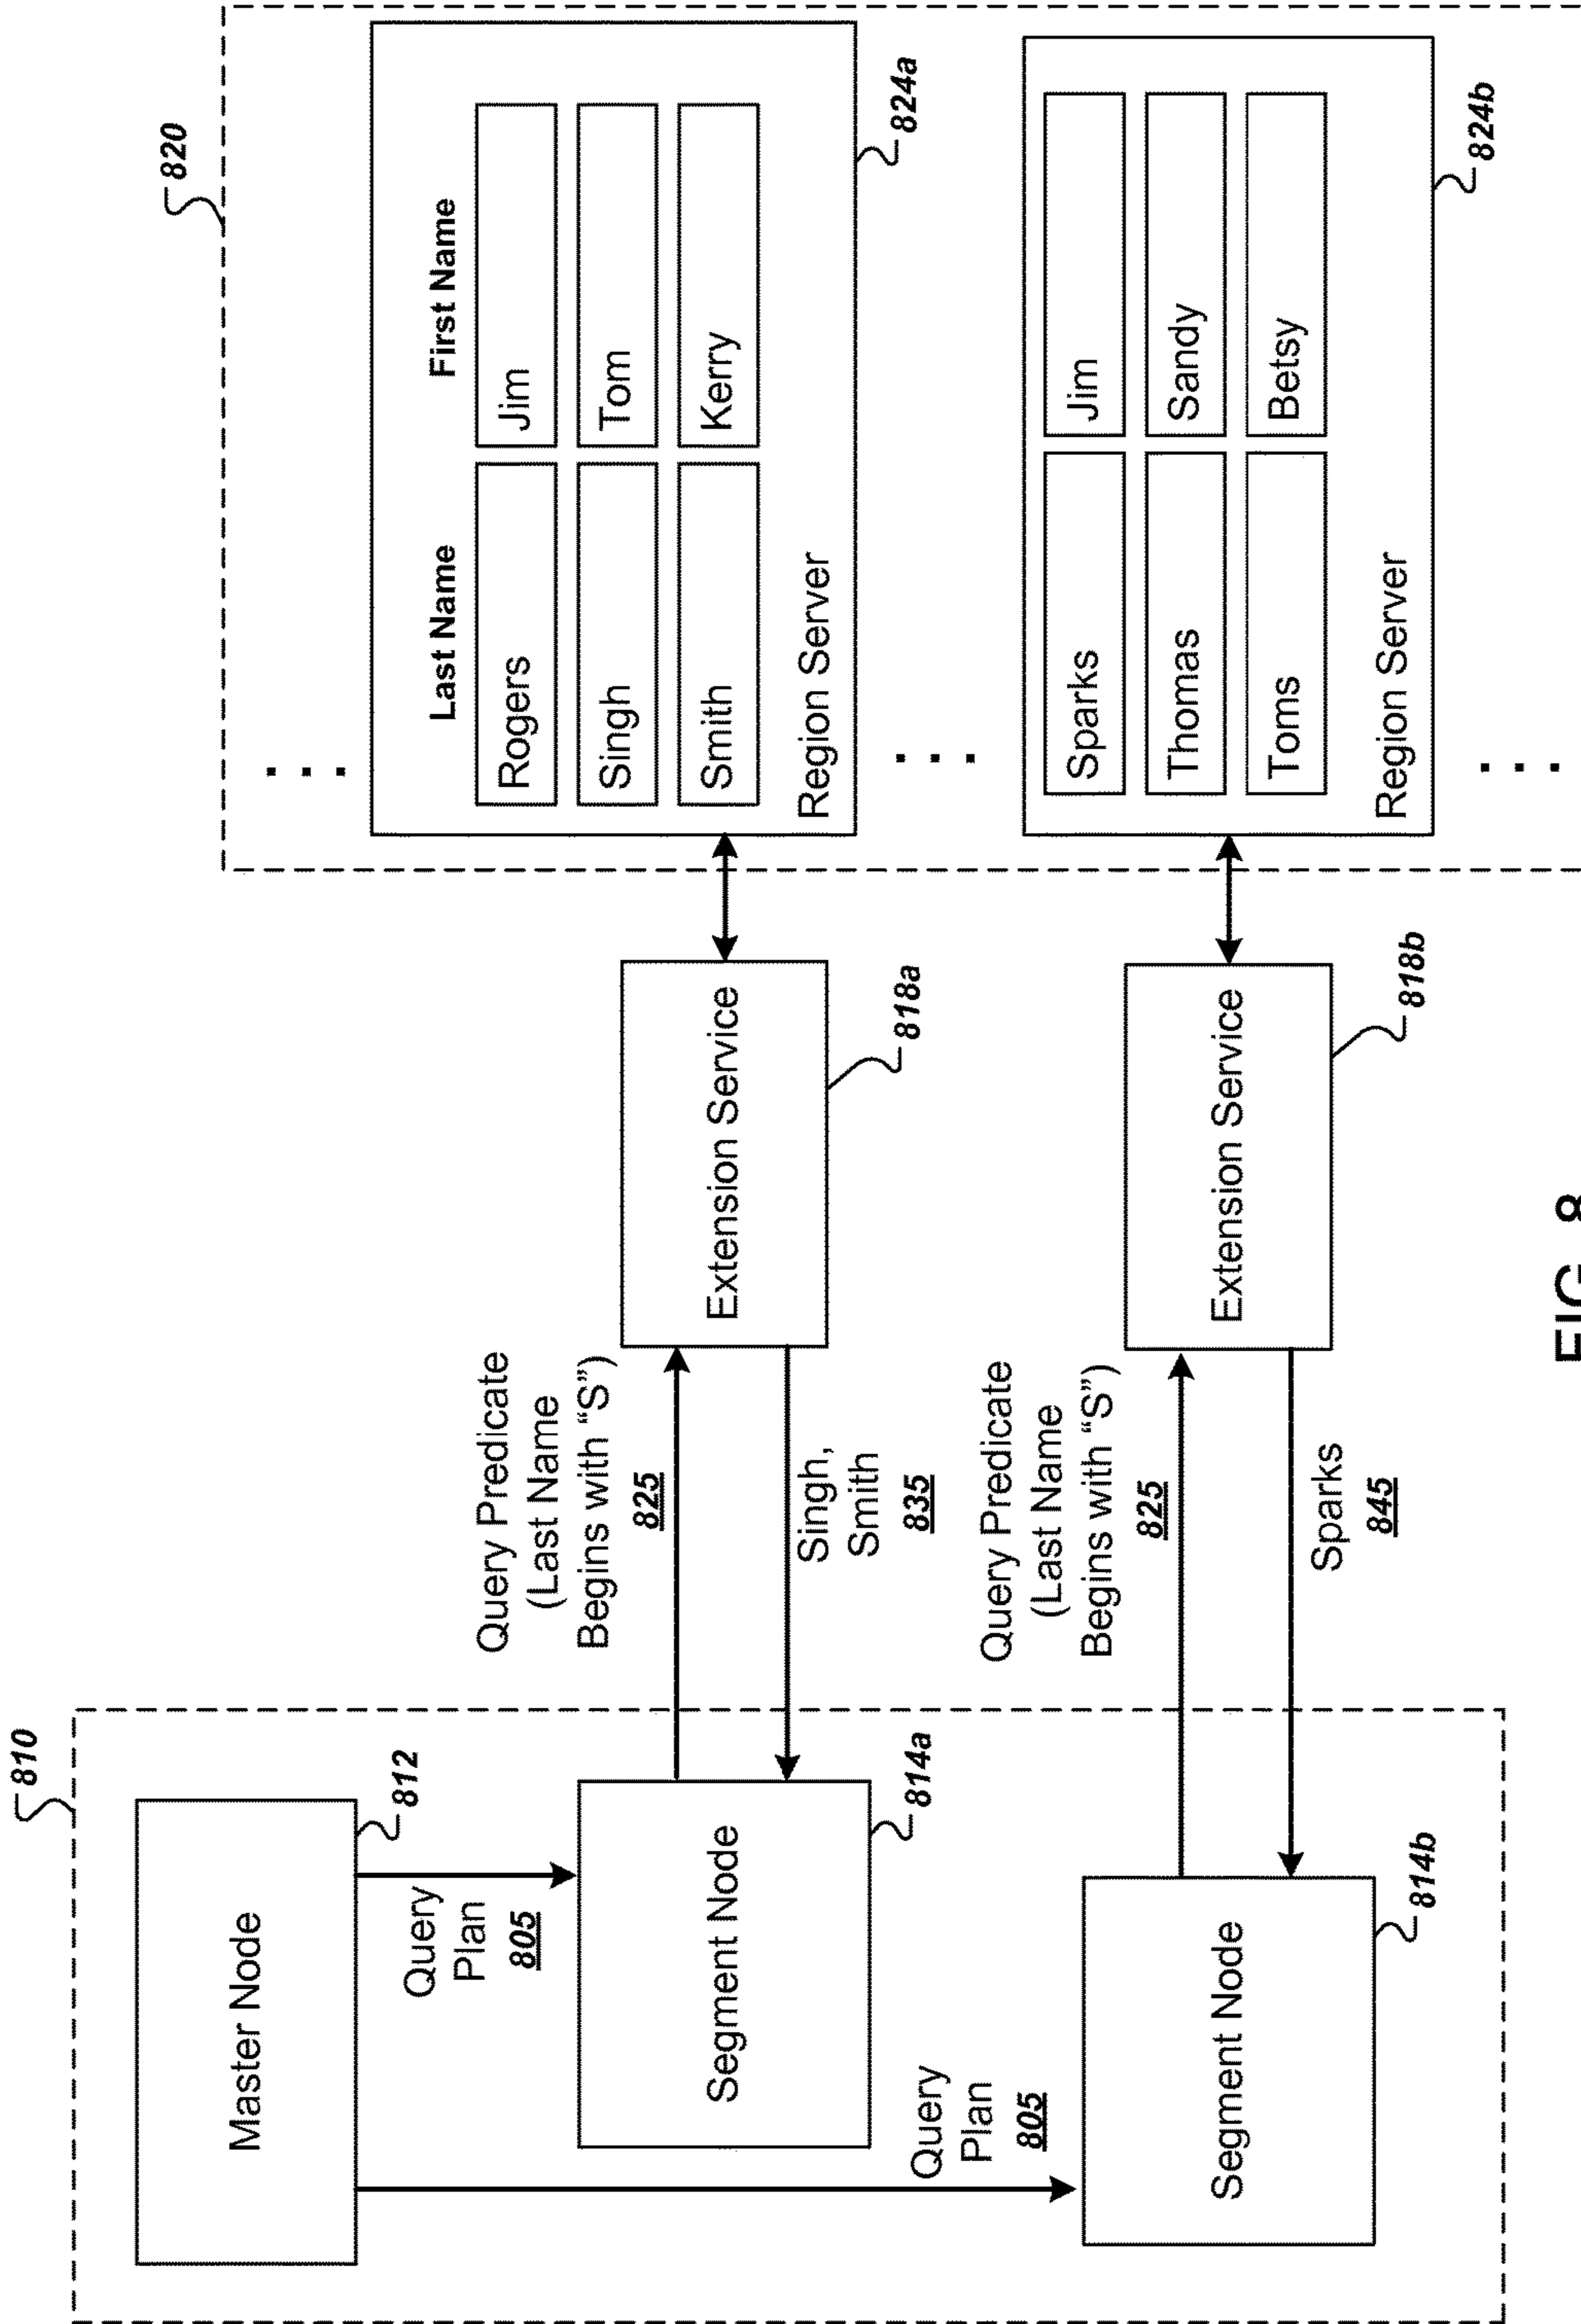 810
Master Node
812
Query
Plan
805
Segment Node
814a
Query
Plan
805
Segment Node
814b
Query Predicate
(Last Name
Begins with “S”)
825
Singh,
Smith
835
Query Predicate
(Last Name
Begins with “S”)
825
Sparks
845
Extension Service
818a
Extension Service
818b
820
Last Name
First Name
Rogers
Jim
Singh
Tom
Smith
Kerry
Region Server
824a
Sparks
Jim
Thomas
Sandy
Toms
Betsy
Region Server
824b
. . .
. . .
. . .
FIG. 8